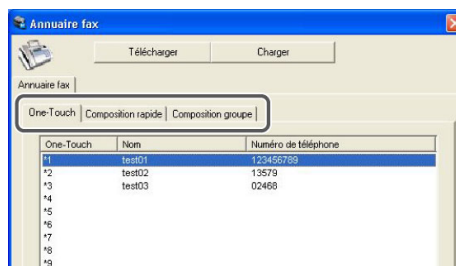 Annuaire fax
Télécharger Charger
Annuaire fax
One-Touch Composition rapide Composition groupe
One-Touch Nom Numéro de téléphone
*1 test01 123456789
*2 test02 13579
*3 test03 02468
*4
*5
*6
*7
*8
*9